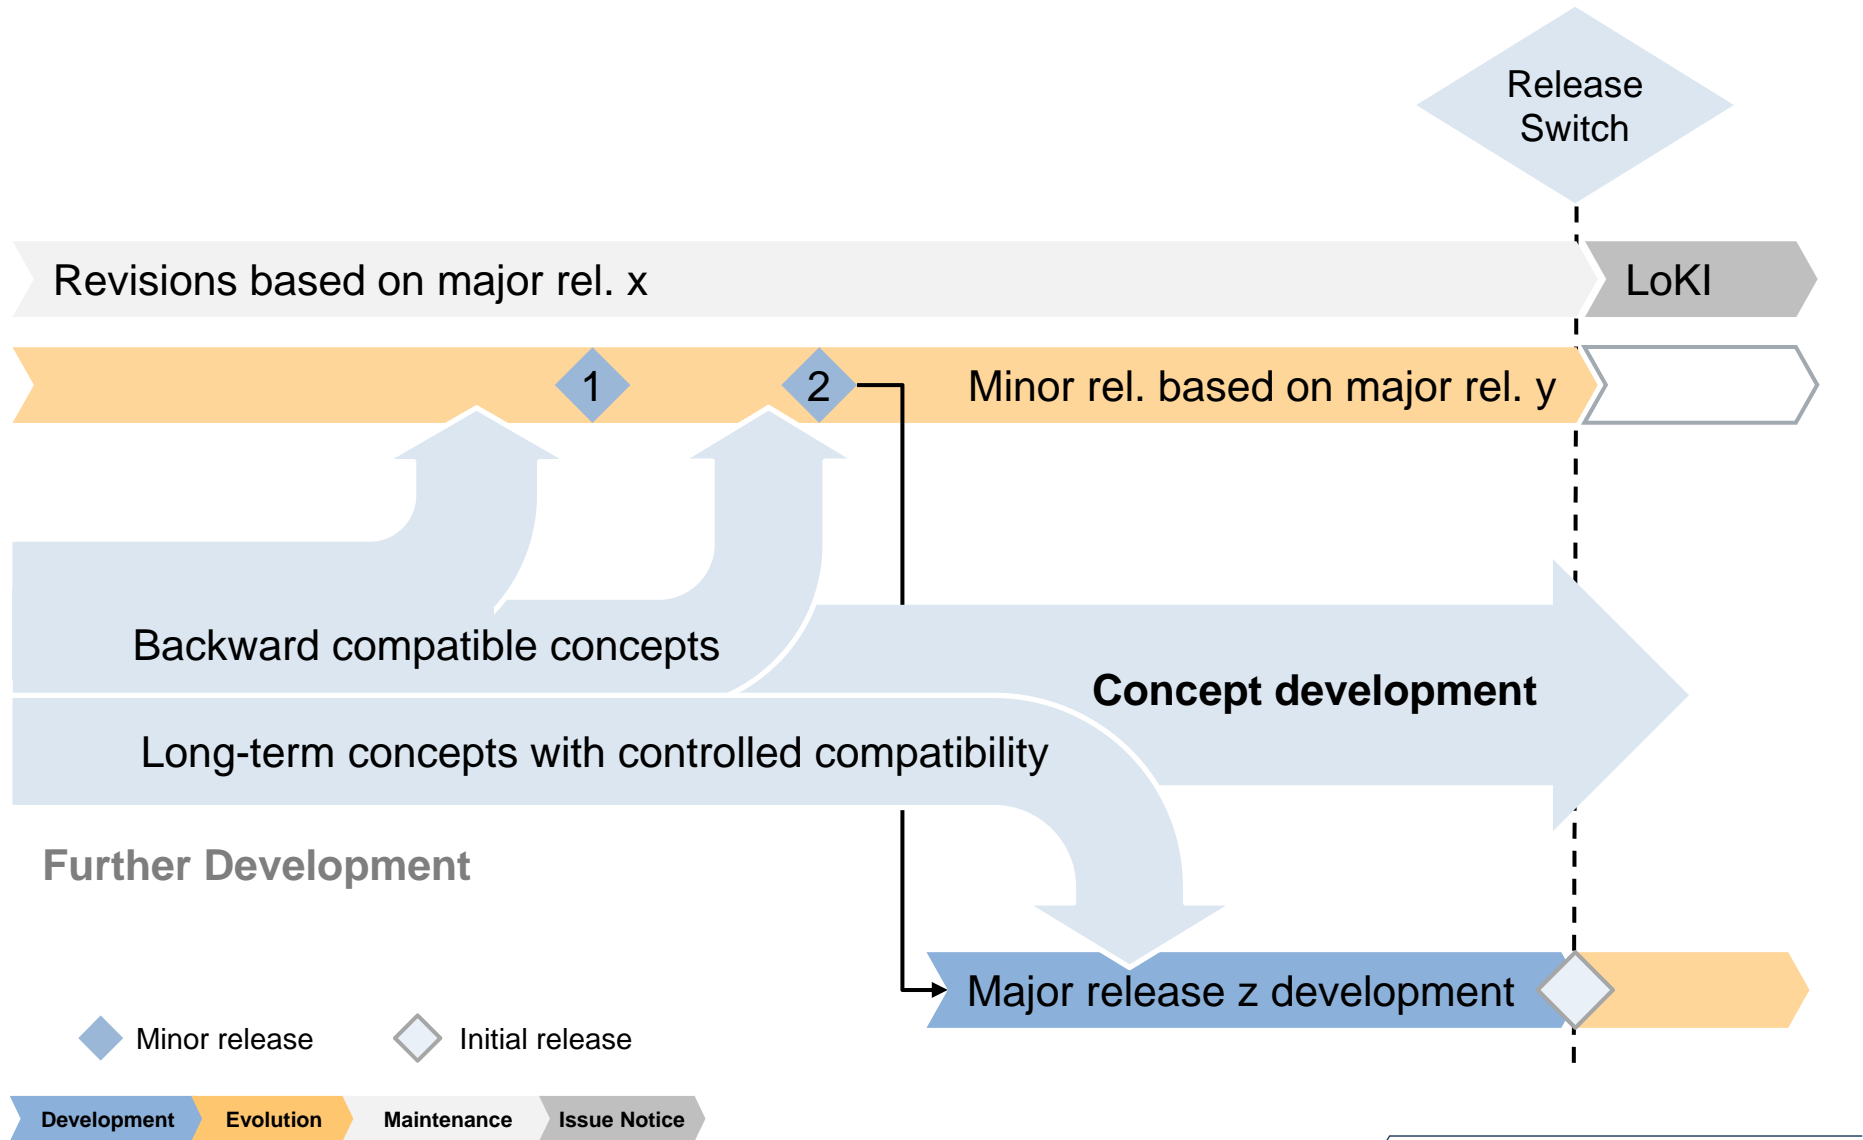 Release
Switch
Revisions based on major rel. x
LoKI
1
2
Minor rel. based on major rel. y
Backward compatible concepts
Concept development
Long-term concepts with controlled compatibility
Further Development
Major release z development
Minor release
Initial release
Development
Evolution
Maintenance
Issue Notice